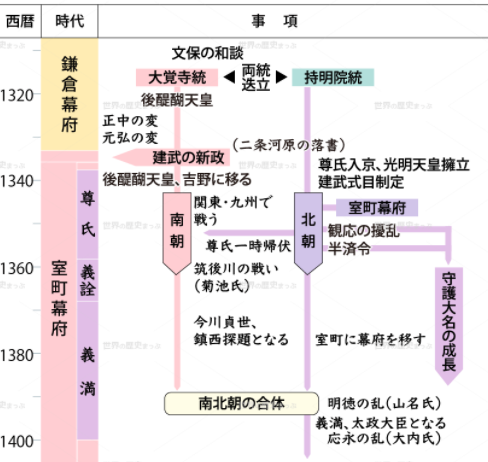 西暦 時代 事 項
文保の和談
大覚寺統 両統迭立 持明院統
鎌倉幕府
1320
後醍醐天皇
正中の変
元弘の変
(二条河原の落書)
建武の新政
尊氏入京、光明天皇擁立
建武式目制定
1340
後醍醐天皇、吉野に移る
尊氏
南朝
関東・九州で
戦う
北朝
室町幕府
観応の擾乱
半済令
尊氏一時帰伏
1360
室町幕府
義詮
筑後川の戦い
(菊池氏)
守護大名の成長
今川貞世、
鎮西探題となる
室町に幕府を移す
1380
義満
南北朝の合体
明徳の乱(山名氏)
義満、太政大臣となる
応永の乱(大内氏)
1400
世界の歴史まっぷ